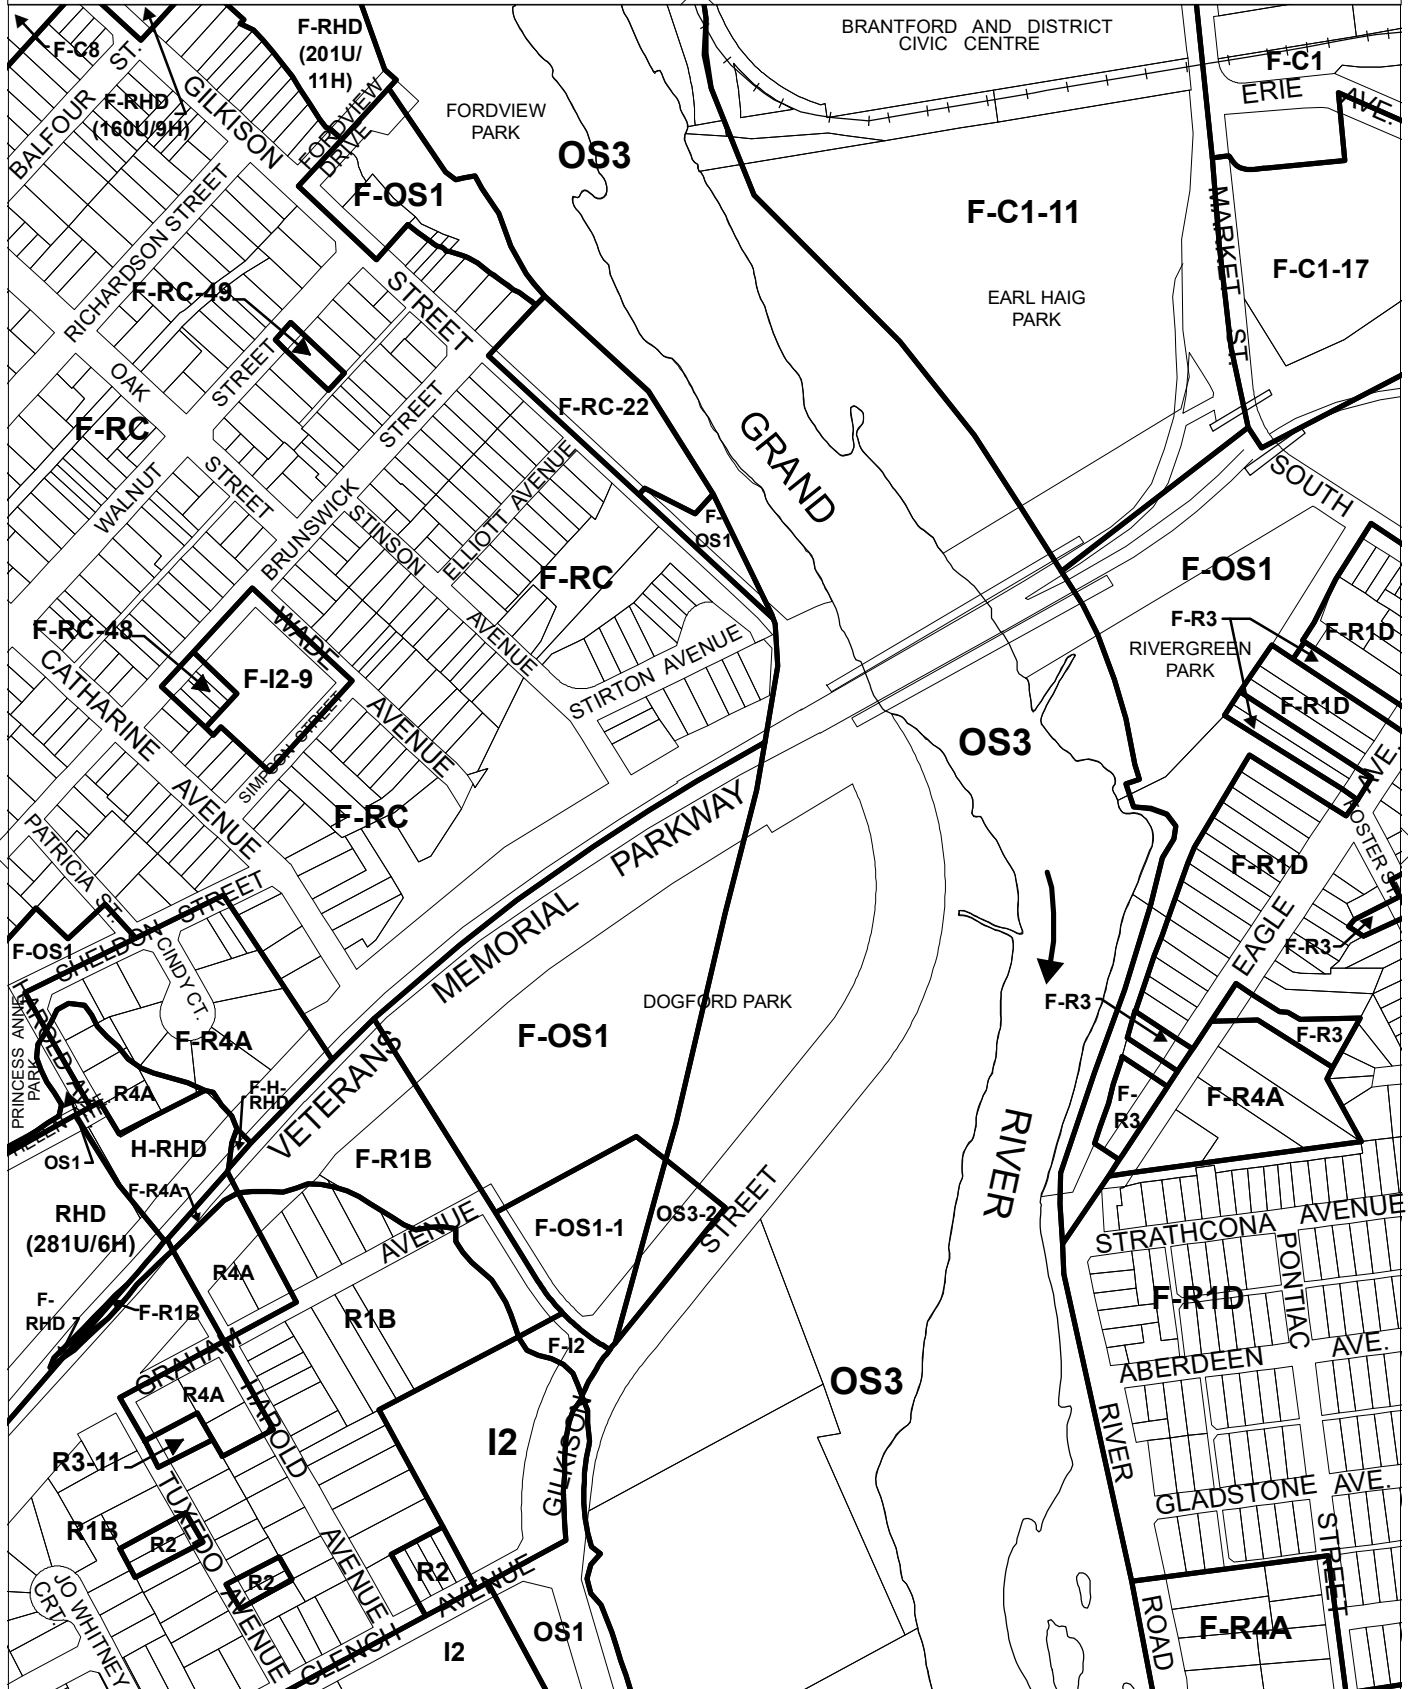 F-C8
ST.
BALFOUR
F-RHD
(160U/9H)
GILKISON
F-RHD
(201U/
11H)
FORDVIEW
DRIVE
FORDVIEW
PARK
OS3
BRANTFORD AND DISTRICT
CIVIC CENTRE
F-C1
ERIE
AVE.
F-OS1
F-C1-11
MARKET
ST.
F-C1-17
RICHARDSON STREET
F-RC-49
STREET
EARL HAIG
PARK
OAK
STREET
STREET
F-RC-22
F-RC
GRAND
WALNUT
STREET
BRUNSWICK
STINSON
ELLIOTT AVENUE
F-
OS1
SOUTH
F-RC
F-OS1
F-R3
F-R1D
RIVERGREEN
PARK
F-RC-48
WADE
AVENUE
STIRTON AVENUE
F-I2-9
CATHARINE
AVENUE
SIMPSON STREET
AVENUE
F-R1D
OS3
AVE.
F-RC
PARKWAY
FOSTER ST.
PATRICIA ST.
F-R1D
SHELDON
STREET
MEMORIAL
EAGLE
F-OS1
CINDY CT.
F-R3
PRINCESS ANNE
PARK
HAROLD AVE.
F-R4A
DOGFORD PARK
F-R3
F-OS1
VETERANS
F-R3
R4A
F-H-
RHD
F-
R3
F-R4A
HELEN AVE.
OS1
H-RHD
F-R1B
RIVER
F-R4A
RHD
(281U/6H)
AVENUE
F-OS1-1
OS3-2
STREET
STRATHCONA AVENUE
PONTIAC
R4A
F-
RHD
F-R1B
R1B
F-R1D
F-I2
GRAHAM
ABERDEEN
AVE.
R4A
HAROLD
OS3
R3-11
I2
GILKISON
RIVER
TUXEDO
GLADSTONE AVE.
R1B
R2
STREET
R2
AVENUE
R2
AVENUE
AVENUE
JO WHITNEY
CRT.
CLENCH
I2
OS1
ROAD
F-R4A